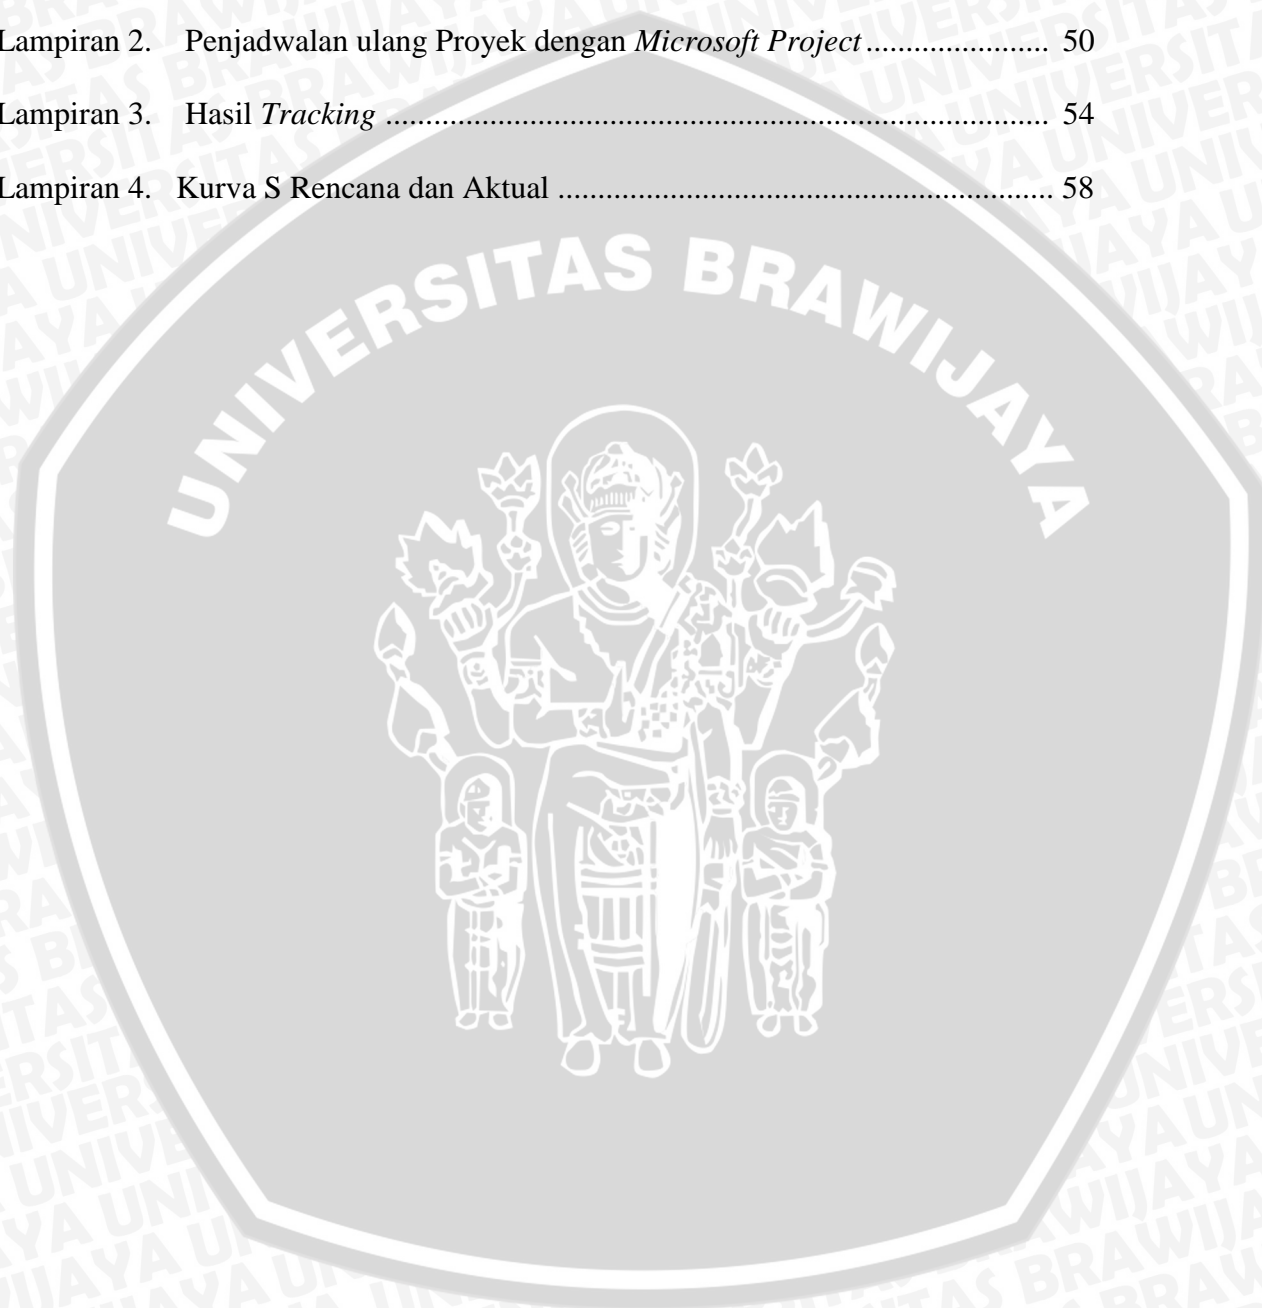 Lampiran 2. Penjadwalan ulang Proyek dengan Microsoft Project ....................... 50
Lampiran 3. Hasil Tracking ................................................................................... 54
Lampiran 4. Kurva S Rencana dan Aktual .............................................................. 58
UNIVERSITAS BRAWIJAYA